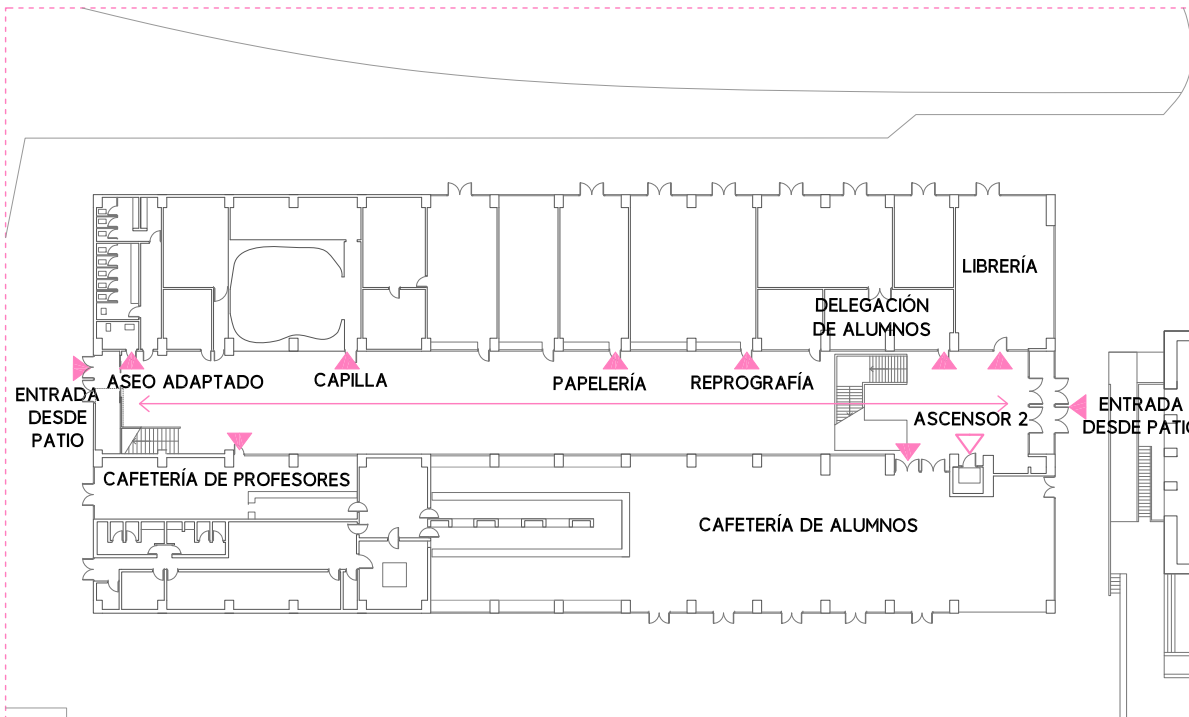 LIBRERÍA
DELEGACIÓN
DE ALUMNOS
ASEO ADAPTADO
CAPILLA
PAPELERÍA
REPROGRAFÍA
ENTRADA
DESDE
PATIO
ASCENSOR 2
ENTRADA
DESDE PATIO
CAFETERÍA DE PROFESORES
CAFETERÍA DE ALUMNOS